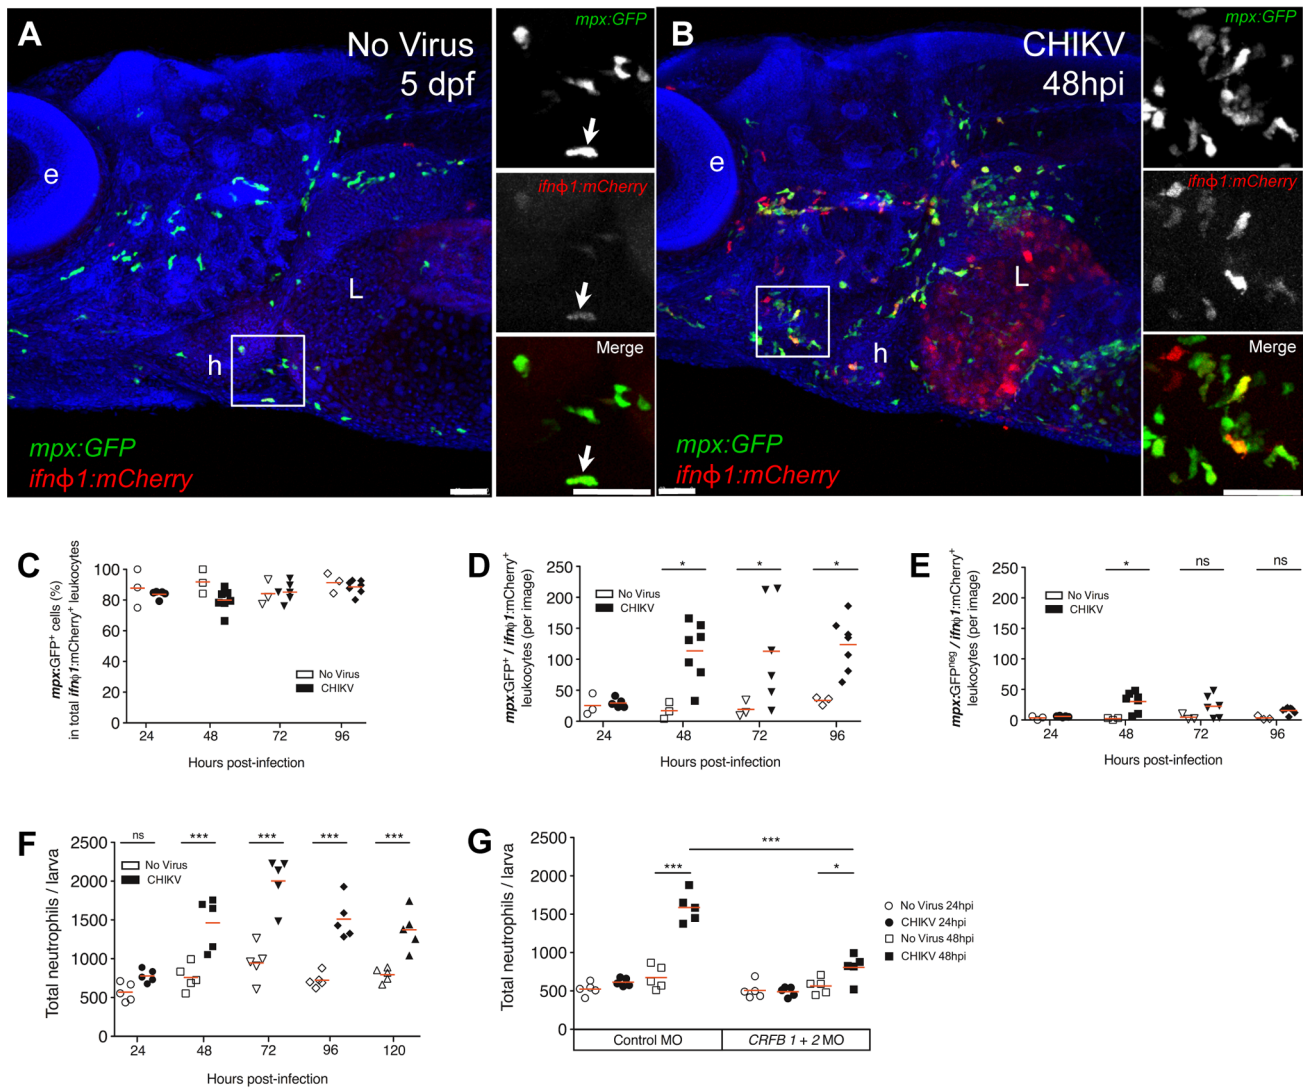 A
No Virus
5 dpf
e
L
h
mpx:GFP
ifnϕ1:mCherry
mpx:GFP
ifnϕ1:mCherry
Merge
B
CHIKV
48hpi
e
L
h
mpx:GFP
ifnϕ1:mCherry
mpx:GFP
ifnϕ1:mCherry
Merge
C
mpx:GFP+ cells (%)
in total ifnϕ1:mCherry+ leukocytes
100
80
60
40
20
0
No Virus
CHIKV
24 48 72 96
Hours post-infection
D
mpx:GFP+ / ifnϕ1:mCherry+
leukocytes (per image)
250
200
150
100
50
0
* * *
No Virus
CHIKV
24 48 72 96
Hours post-infection
E
mpx:GFPneg / ifnϕ1:mCherry+
leukocytes (per image)
250
200
150
100
50
0
* ns ns
No Virus
CHIKV
24 48 72 96
Hours post-infection
F
Total neutrophils / larva
2500
2000
1500
1000
500
0
ns *** *** *** ***
No Virus
CHIKV
24 48 72 96 120
Hours post-infection
G
Total neutrophils / larva
2500
2000
1500
1000
500
0
***
*** *
No Virus 24hpi
CHIKV 24hpi
No Virus 48hpi
CHIKV 48hpi
Control MO
CRFB 1 + 2 MO